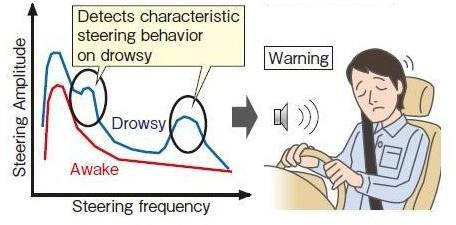 Detects characteristic
steering behavior
on drowsy
Steering Amplitude
Drowsy
Awake
Steering frequency
Warning